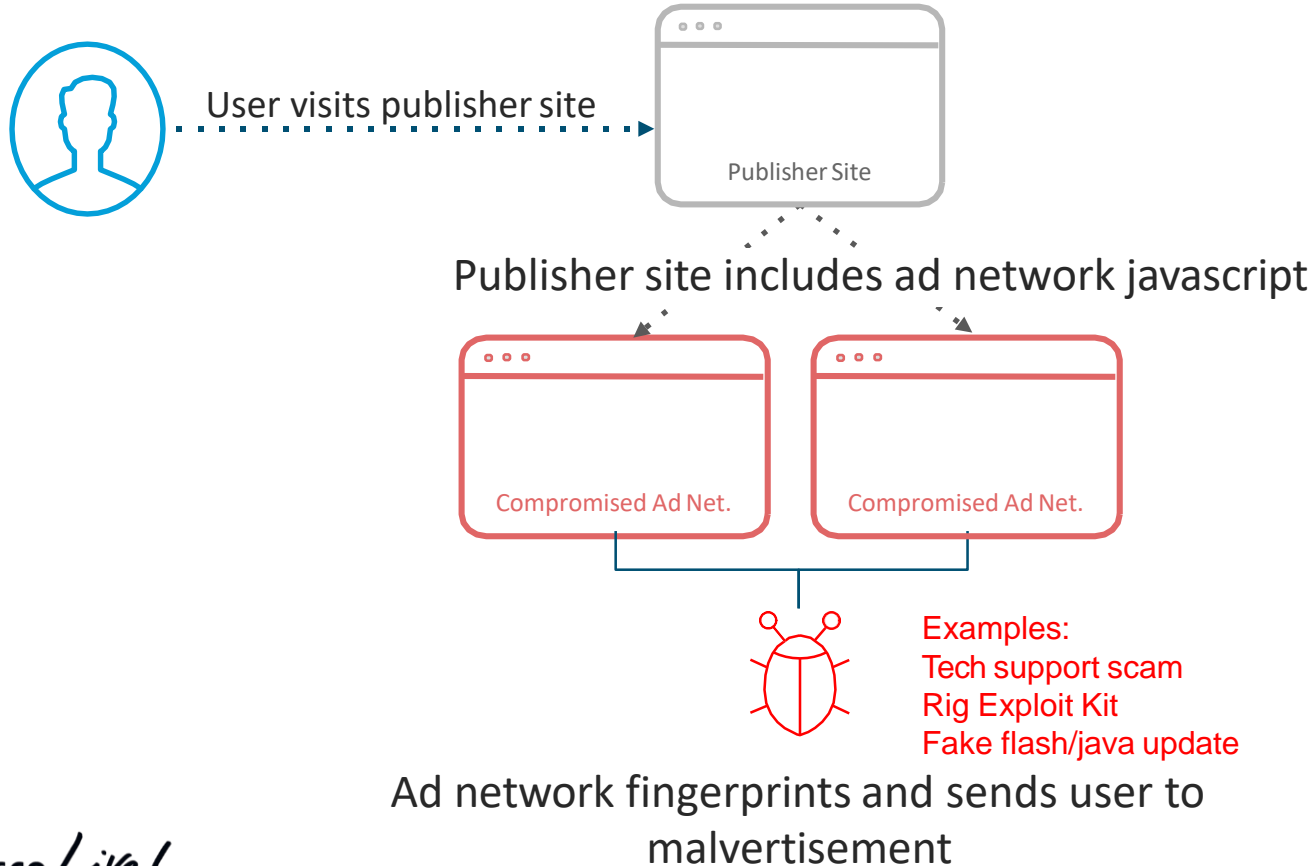 User visits publisher site
Publisher Site
Publisher site includes ad network javascript
Compromised Ad Net.
Compromised Ad Net.
Examples:
Tech support scam
Rig Exploit Kit
Fake flash/java update
Ad network fingerprints and sends user to
malvertisement